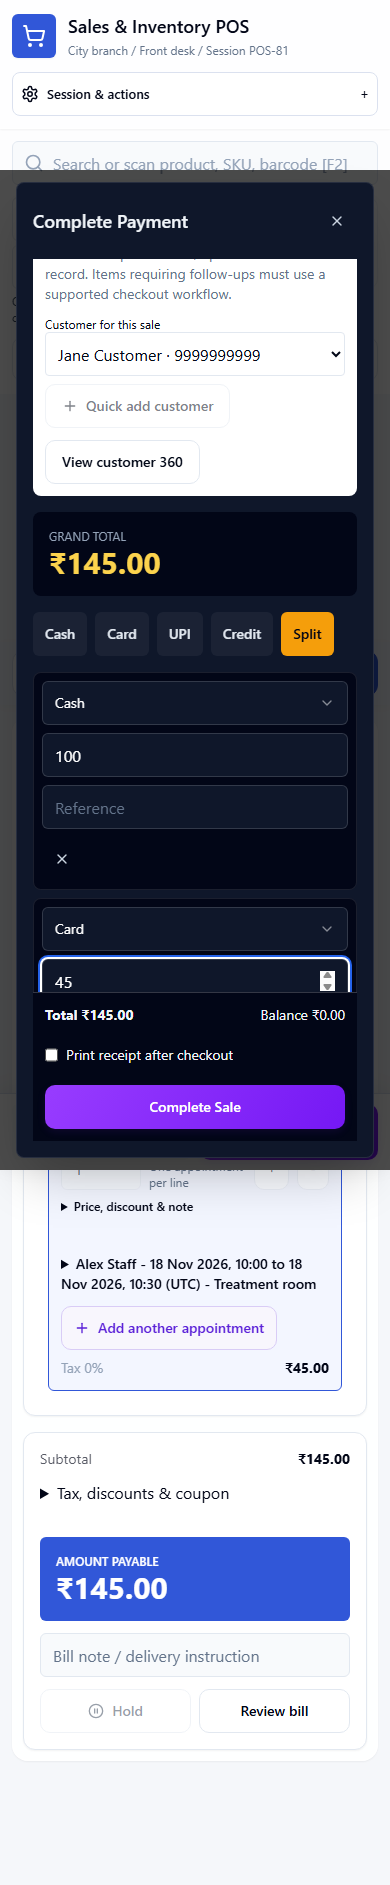 Sales & Inventory POS
City branch / Front desk / Session POS-81
Session & actions +
Search or scan product, SKU, barcode [F2]
Complete Payment
record. Items requiring follow-ups must use a
supported checkout workflow.
Customer for this sale
Jane Customer · 9999999999
+ Quick add customer
View customer 360
GRAND TOTAL
₹145.00
Cash Card UPI Credit Split
Cash
100
Reference
Card
45
Total ₹145.00 Balance ₹0.00
Print receipt after checkout
Complete Sale
per line
Price, discount & note
Alex Staff - 18 Nov 2026, 10:00 to 18
Nov 2026, 10:30 (UTC) - Treatment room
+ Add another appointment
Tax 0% ₹45.00
Subtotal ₹145.00
Tax, discounts & coupon
AMOUNT PAYABLE
₹145.00
Bill note / delivery instruction
Hold Review bill